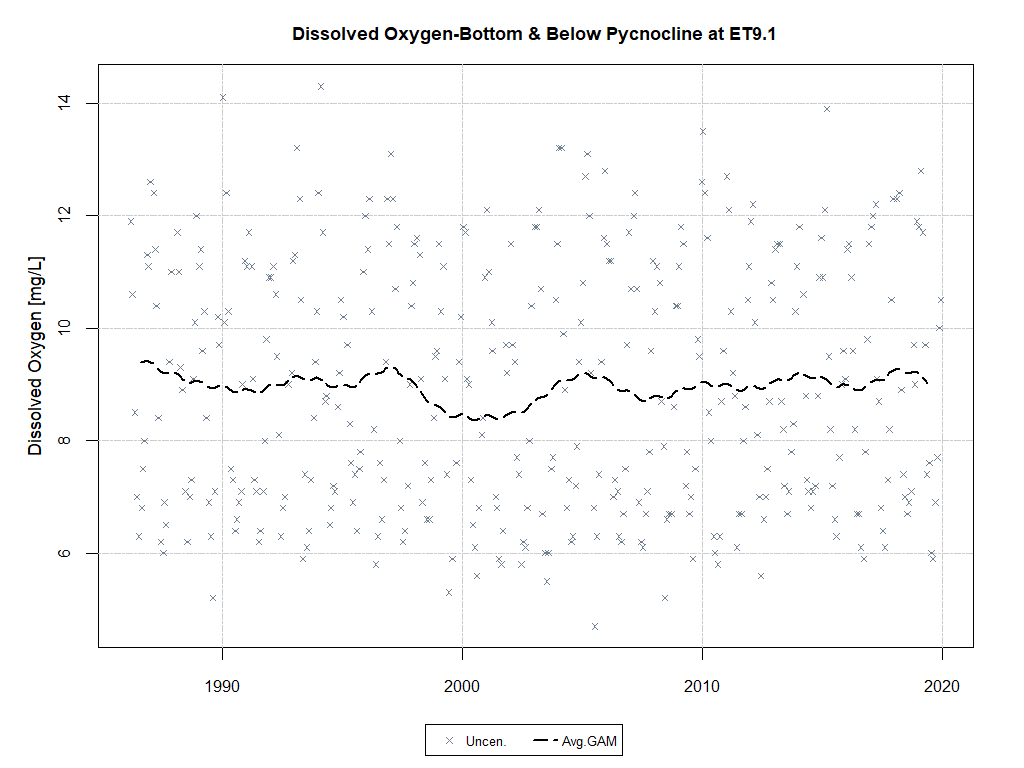 Dissolved Oxygen-Bottom & Below Pycnocline at ET9.1
Dissolved Oxygen [mg/L]
14
12
10
8
6
1990 2000 2010 2020
Uncen. Avg.GAM